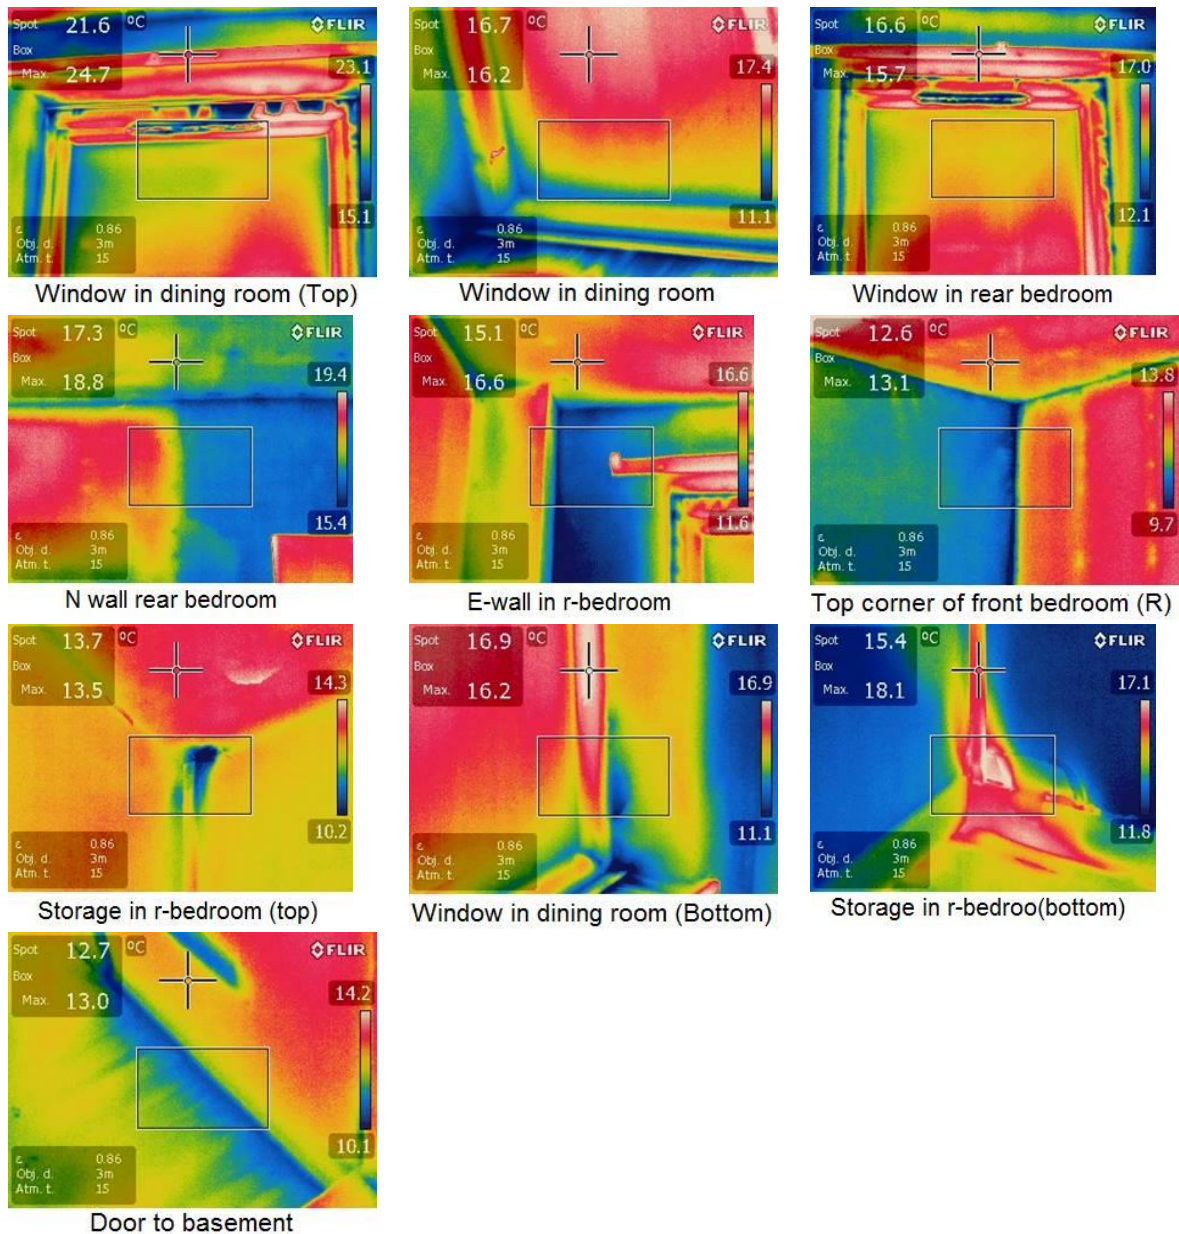 Spot 21.6 °C FLIR
Box
Max. 24.7 23.1
15.1
ε 0.86
Obj. d. 3m
Atm. t. 15
Window in dining room (Top)
Spot 16.7 °C FLIR
Box
Max. 16.2 17.4
11.1
ε 0.86
Obj. d. 3m
Atm. t. 15
Window in dining room
Spot 16.6 °C FLIR
Box
Max. 15.7 17.0
12.1
ε 0.86
Obj. d. 3m
Atm. t. 15
Window in rear bedroom
Spot 17.3 °C FLIR
Box
Max. 18.8 19.4
15.4
ε 0.86
Obj. d. 3m
Atm. t. 15
N wall rear bedroom
Spot 15.1 °C FLIR
Box
Max. 16.6 16.6
11.6
ε 0.86
Obj. d. 3m
Atm. t. 15
E-wall in r-bedroom
Spot 12.6 °C FLIR
Box
Max. 13.1 13.8
9.7
ε 0.86
Obj. d. 3m
Atm. t. 15
Top corner of front bedroom (R)
Spot 13.7 °C FLIR
Box
Max. 13.5 14.3
10.2
ε 0.86
Obj. d. 3m
Atm. t. 15
Storage in r-bedroom (top)
Spot 16.9 °C FLIR
Box
Max. 16.2 16.9
11.1
ε 0.86
Obj. d. 3m
Atm. t. 15
Window in dining room (Bottom)
Spot 15.4 °C FLIR
Box
Max. 18.1 17.1
11.8
ε 0.86
Obj. d. 3m
Atm. t. 15
Storage in r-bedroo(bottom)
Spot 12.7 °C FLIR
Box
Max. 13.0 14.2
10.1
ε 0.86
Obj. d. 3m
Atm. t. 15
Door to basement